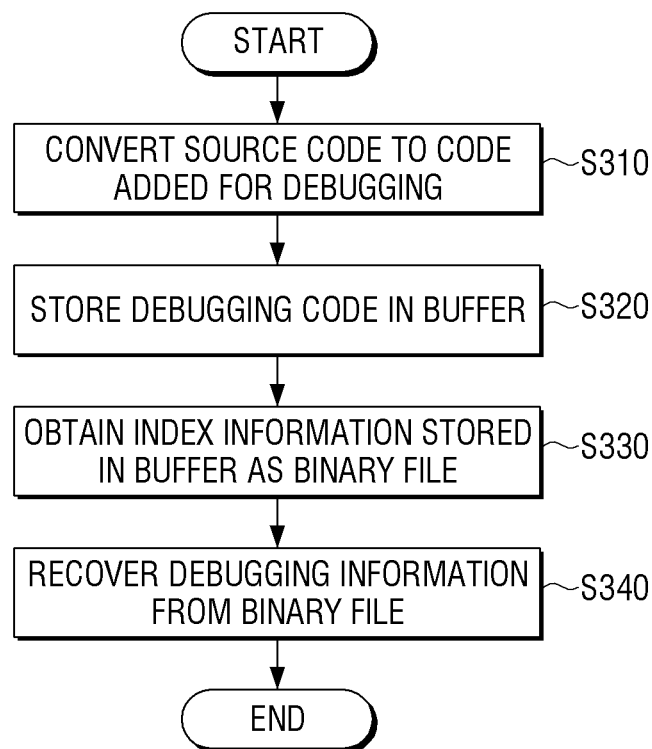 START
CONVERT SOURCE CODE TO CODE
ADDED FOR DEBUGGING
S310
STORE DEBUGGING CODE IN BUFFER
S320
OBTAIN INDEX INFORMATION STORED
IN BUFFER AS BINARY FILE
S330
RECOVER DEBUGGING INFORMATION
FROM BINARY FILE
S340
END